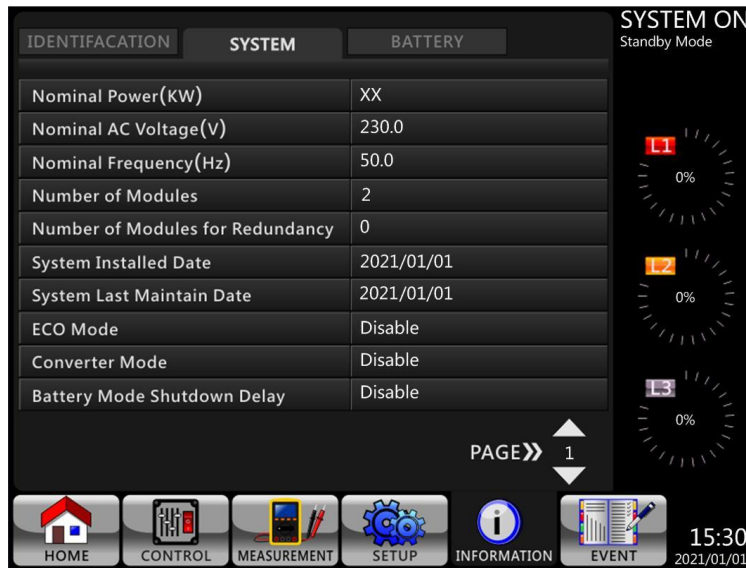 IDENTIFACATION SYSTEM BATTERY
SYSTEM ON
Standby Mode
Nominal Power(KW) XX
Nominal AC Voltage(V) 230.0
Nominal Frequency(Hz) 50.0
Number of Modules 2
Number of Modules for Redundancy 0
System Installed Date 2021/01/01
System Last Maintain Date 2021/01/01
ECO Mode Disable
Converter Mode Disable
Battery Mode Shutdown Delay Disable
PAGE 1
L1
0%
L2
0%
L3
0%
HOME CONTROL MEASUREMENT SETUP INFORMATION EVENT
15:30
2021/01/01